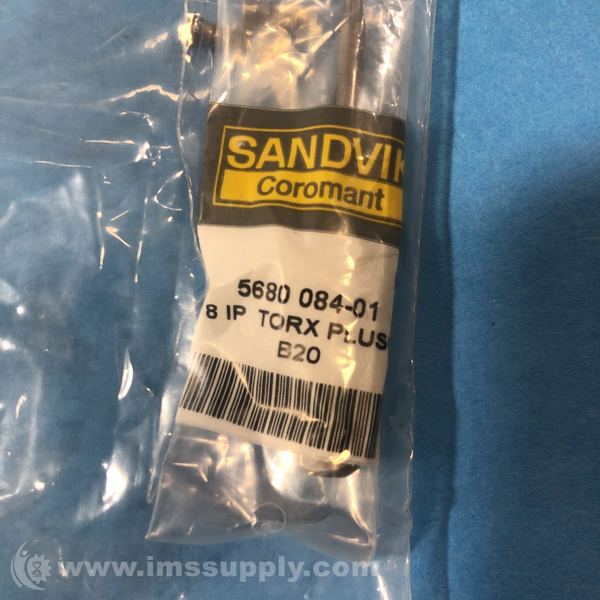 SANDVIK
Coromant
5680 084-01
8 IP TORX PLUS
B20
www.imssupply.com